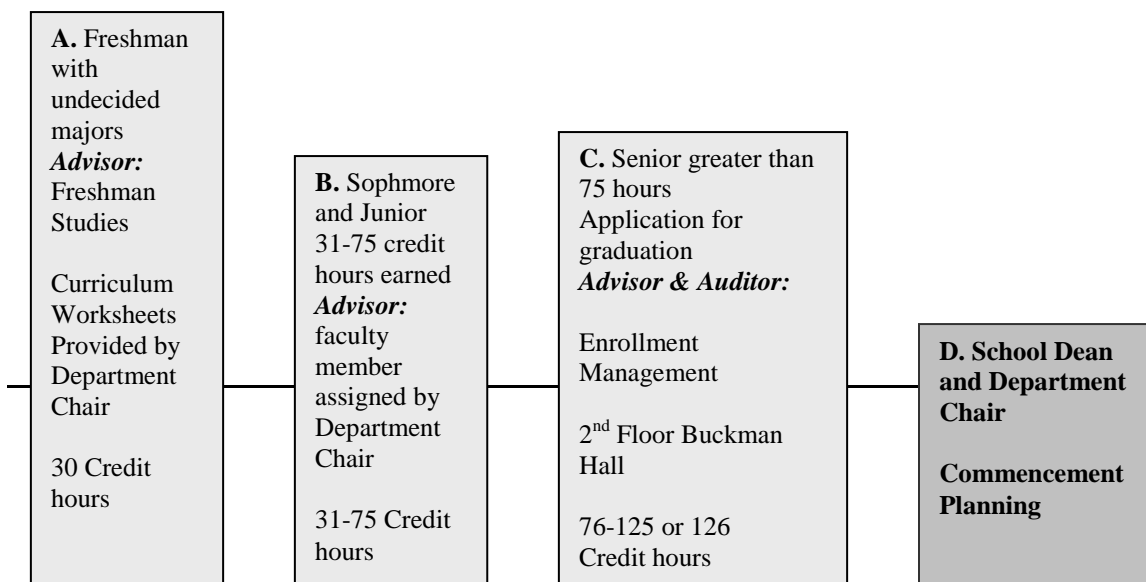 A. Freshman
with
undecided
majors
Advisor:
Freshman
Studies
Curriculum
Worksheets
Provided by
Department
Chair
30 Credit
hours
B. Sophmore
and Junior
31-75 credit
hours earned
Advisor:
faculty
member
assigned by
Department
Chair
31-75 Credit
hours
C. Senior greater than
75 hours
Application for
graduation
Advisor & Auditor:
Enrollment
Management
2nd Floor Buckman
Hall
76-125 or 126
Credit hours
D. School Dean
and Department
Chair
Commencement
Planning